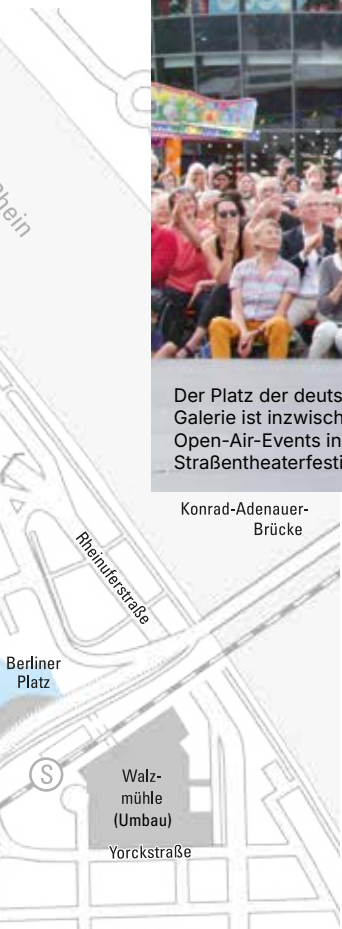 hein
Der Platz der deuts
Galerie ist inzwisch
Open-Air-Events in
Straßentheaterfesti
Konrad-Adenauer-
Brücke
Rheinuferstraße
Berliner
Platz
S
Walz-
mühle
(Umbau)
Yorckstraße